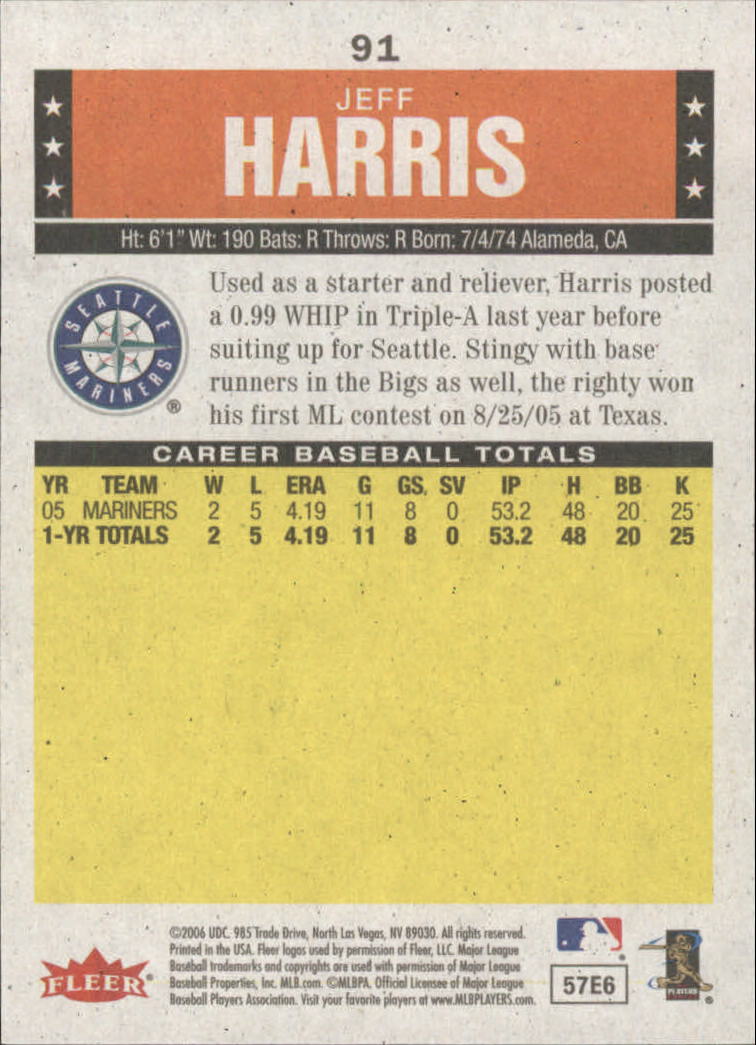 91
JEFF
HARRIS
Ht: 6'1" Wt: 190 Bats: R Throws: R Born: 7/4/74 Alameda, CA
SEATTLE
MARINERS
®
Used as a starter and reliever, Harris posted
a 0.99 WHIP in Triple-A last year before
suiting up for Seattle. Stingy with base
runners in the Bigs as well, the righty won
his first ML contest on 8/25/05 at Texas.
CAREER BASEBALL TOTALS
YR TEAM W L ERA G GS SV IP H BB K
05 MARINERS 2 5 4.19 11 8 0 53.2 48 20 25
1-YR TOTALS 2 5 4.19 11 8 0 53.2 48 20 25
FLEER®
©2006 UDC. 985 Trade Drive, North Las Vegas, NV 89030. All rights reserved.
Printed in the USA. Fleer logos used by permission of Fleer, LLC. Major League
Baseball trademarks and copyrights are used with permission of Major League
Baseball Properties, Inc. MLB.com. ©MLBPA. Official Licensee of Major League
Baseball Players Association. Visit your favorite players at www.MLBPLAYERS.com.
®
57E6
PLAYERS
®